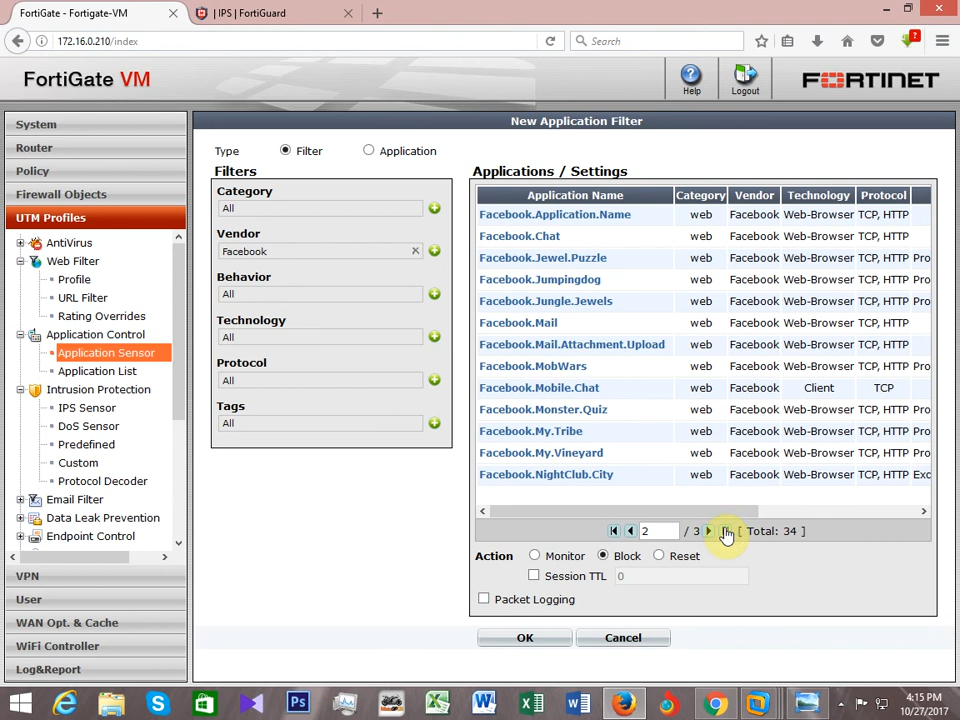 FortiGate - Fortigate-VM
| IPS | FortiGuard
172.16.0.210/index
Search
?
FortiGate VM
Help
Logout
FORTINET
System
Router
Policy
Firewall Objects
UTM Profiles
AntiVirus
Web Filter
Profile
URL Filter
Rating Overrides
Application Control
Application Sensor
Application List
Intrusion Protection
IPS Sensor
DoS Sensor
Predefined
Custom
Protocol Decoder
Email Filter
Data Leak Prevention
Endpoint Control
VPN
User
WAN Opt. & Cache
WiFi Controller
Log&Report
New Application Filter
Type Filter Application
Filters
Category
All
Vendor
Facebook
Behavior
All
Technology
All
Protocol
All
Tags
All
Applications / Settings
Application Name Category Vendor Technology Protocol
Facebook.Application.Name web Facebook Web-Browser TCP, HTTP
Facebook.Chat web Facebook Web-Browser TCP, HTTP
Facebook.Jewel.Puzzle web Facebook Web-Browser TCP, HTTP Pro
Facebook.Jumpingdog web Facebook Web-Browser TCP, HTTP Pro
Facebook.Jungle.Jewels web Facebook Web-Browser TCP, HTTP Pro
Facebook.Mail web Facebook Web-Browser TCP, HTTP
Facebook.Mail.Attachment.Upload web Facebook Web-Browser TCP, HTTP Pro
Facebook.MobWars web Facebook Web-Browser TCP, HTTP Pro
Facebook.Mobile.Chat web Facebook Client TCP
Facebook.Monster.Quiz web Facebook Web-Browser TCP, HTTP Pro
Facebook.My.Tribe web Facebook Web-Browser TCP, HTTP Pro
Facebook.My.Vineyard web Facebook Web-Browser TCP, HTTP Pro
Facebook.NightClub.City web Facebook Web-Browser TCP, HTTP Exc
2 / 3 [ Total: 34 ]
Action Monitor Block Reset
Session TTL 0
Packet Logging
OK Cancel
4:15 PM
10/27/2017